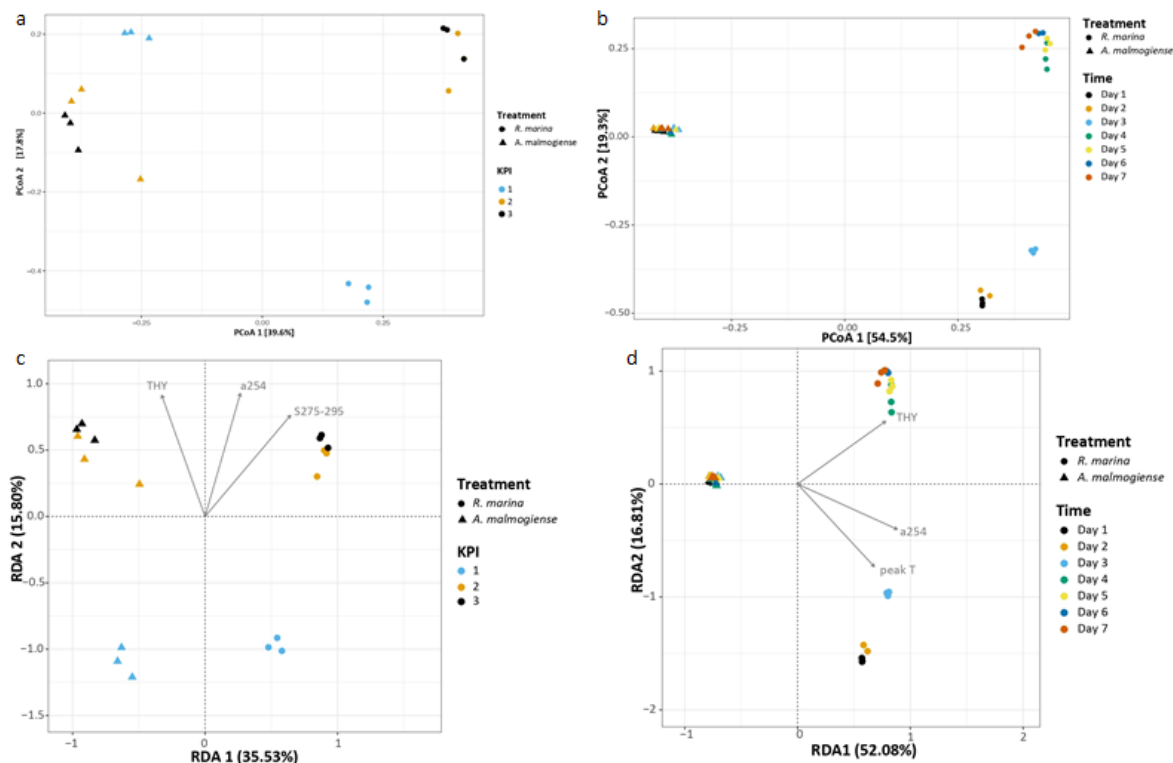 a
0.2
0.0
−0.2
−0.4
−0.25
0.00
0.25
PCoA 2 [17.8%]
PCoA 1 [39.6%]
Treatment
R. marina
A. malmogiense
KPI
1
2
3
b
0.25
0.00
−0.25
−0.50
−0.25
0.00
0.25
PCoA 2 [19.3%]
PCoA 1 [54.5%]
Treatment
R. marina
A. malmogiense
Time
Day 1
Day 2
Day 3
Day 4
Day 5
Day 6
Day 7
c
1.0
0.5
0.0
−0.5
−1.0
−1.5
−1
0
1
THY
a254
S275-295
RDA 2 (15.80%)
RDA 1 (35.53%)
Treatment
R. marina
A. malmogiense
KPI
1
2
3
d
1
0
−1
−2
−1
0
1
2
THY
a254
peak T
RDA2 (16.81%)
RDA1 (52.08%)
Treatment
R. marina
A. malmogiense
Time
Day 1
Day 2
Day 3
Day 4
Day 5
Day 6
Day 7